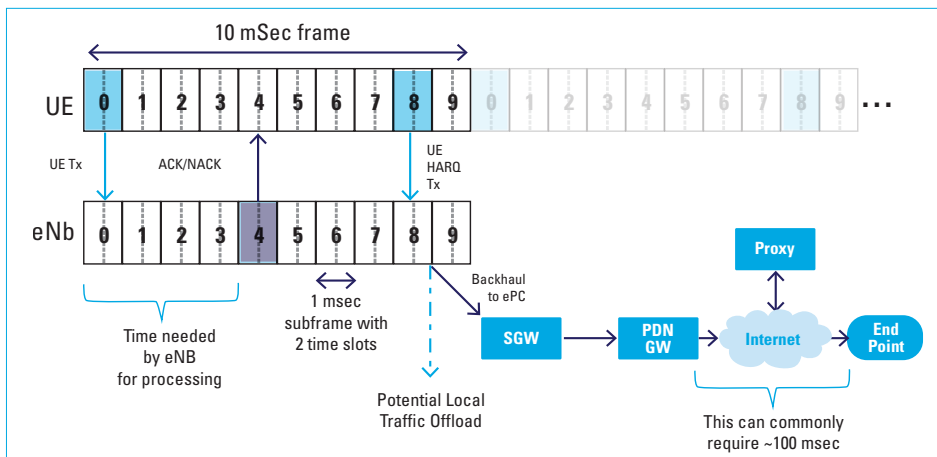 10 mSec frame
UE 0 1 2 3 4 5 6 7 8 9 0 1 2 3 4 5 6 7 8 9 ...
UE Tx
ACK/NACK
UE
HARQ
Tx
eNb 0 1 2 3 4 5 6 7 8 9
Time needed
by eNB
for processing
1 msec
subframe with
2 time slots
Backhaul
to ePC
Potential Local
Traffic Offload
SGW
PDN
GW
Proxy
Internet
End
Point
This can commonly
require ~100 msec